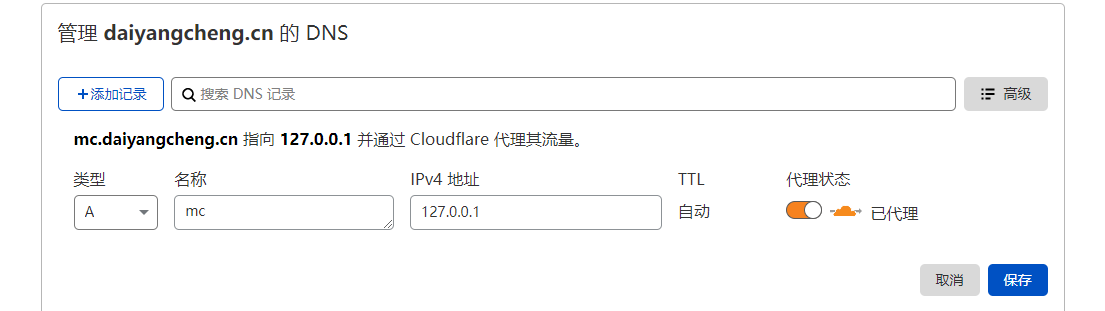 管理 daiyangcheng.cn 的 DNS
+添加记录 搜索 DNS 记录 高级
mc.daiyangcheng.cn 指向 127.0.0.1 并通过 Cloudflare 代理其流量。
类型 名称 IPv4 地址 TTL 代理状态
A mc 127.0.0.1 自动 已代理
取消 保存